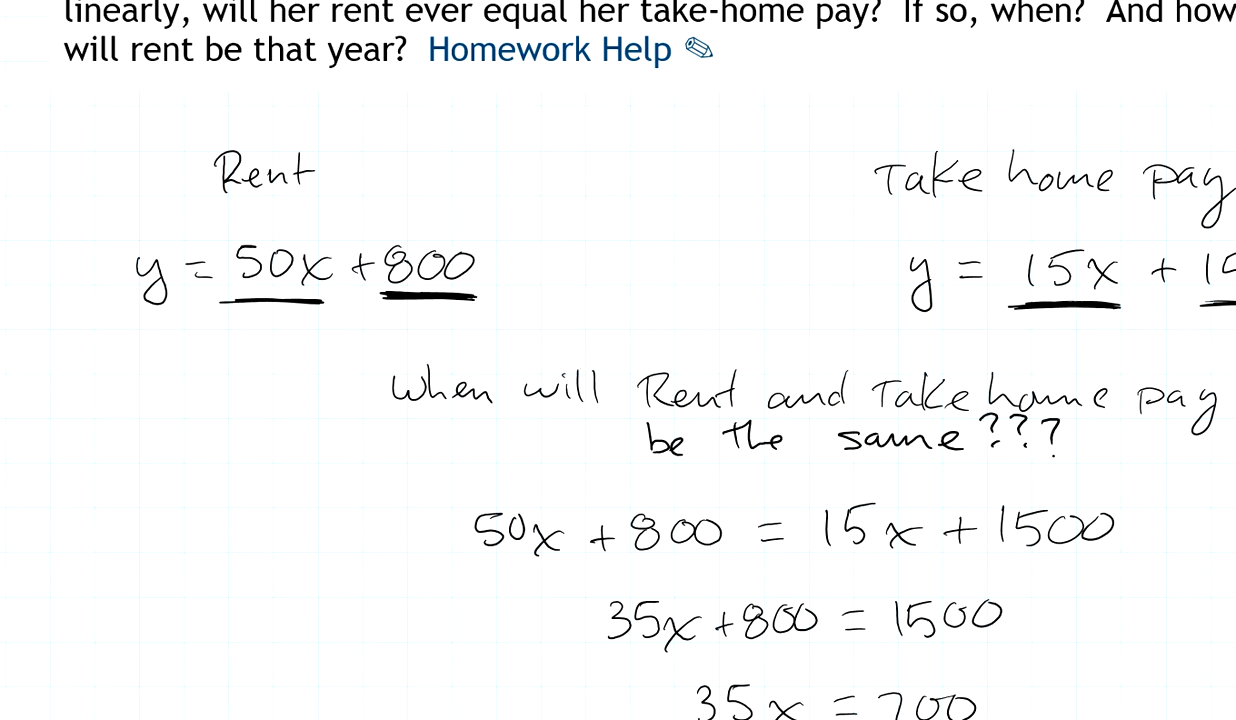 linearly, will her rent ever equal her take-home pay? If so, when? And how
will rent be that year? Homework Help
Rent
Take home pay
y = 50x + 800
y = 15x + 15
When will Rent and Take home pay
be the same???
50x + 800 = 15x + 1500
35x + 800 = 1500
35x = 700